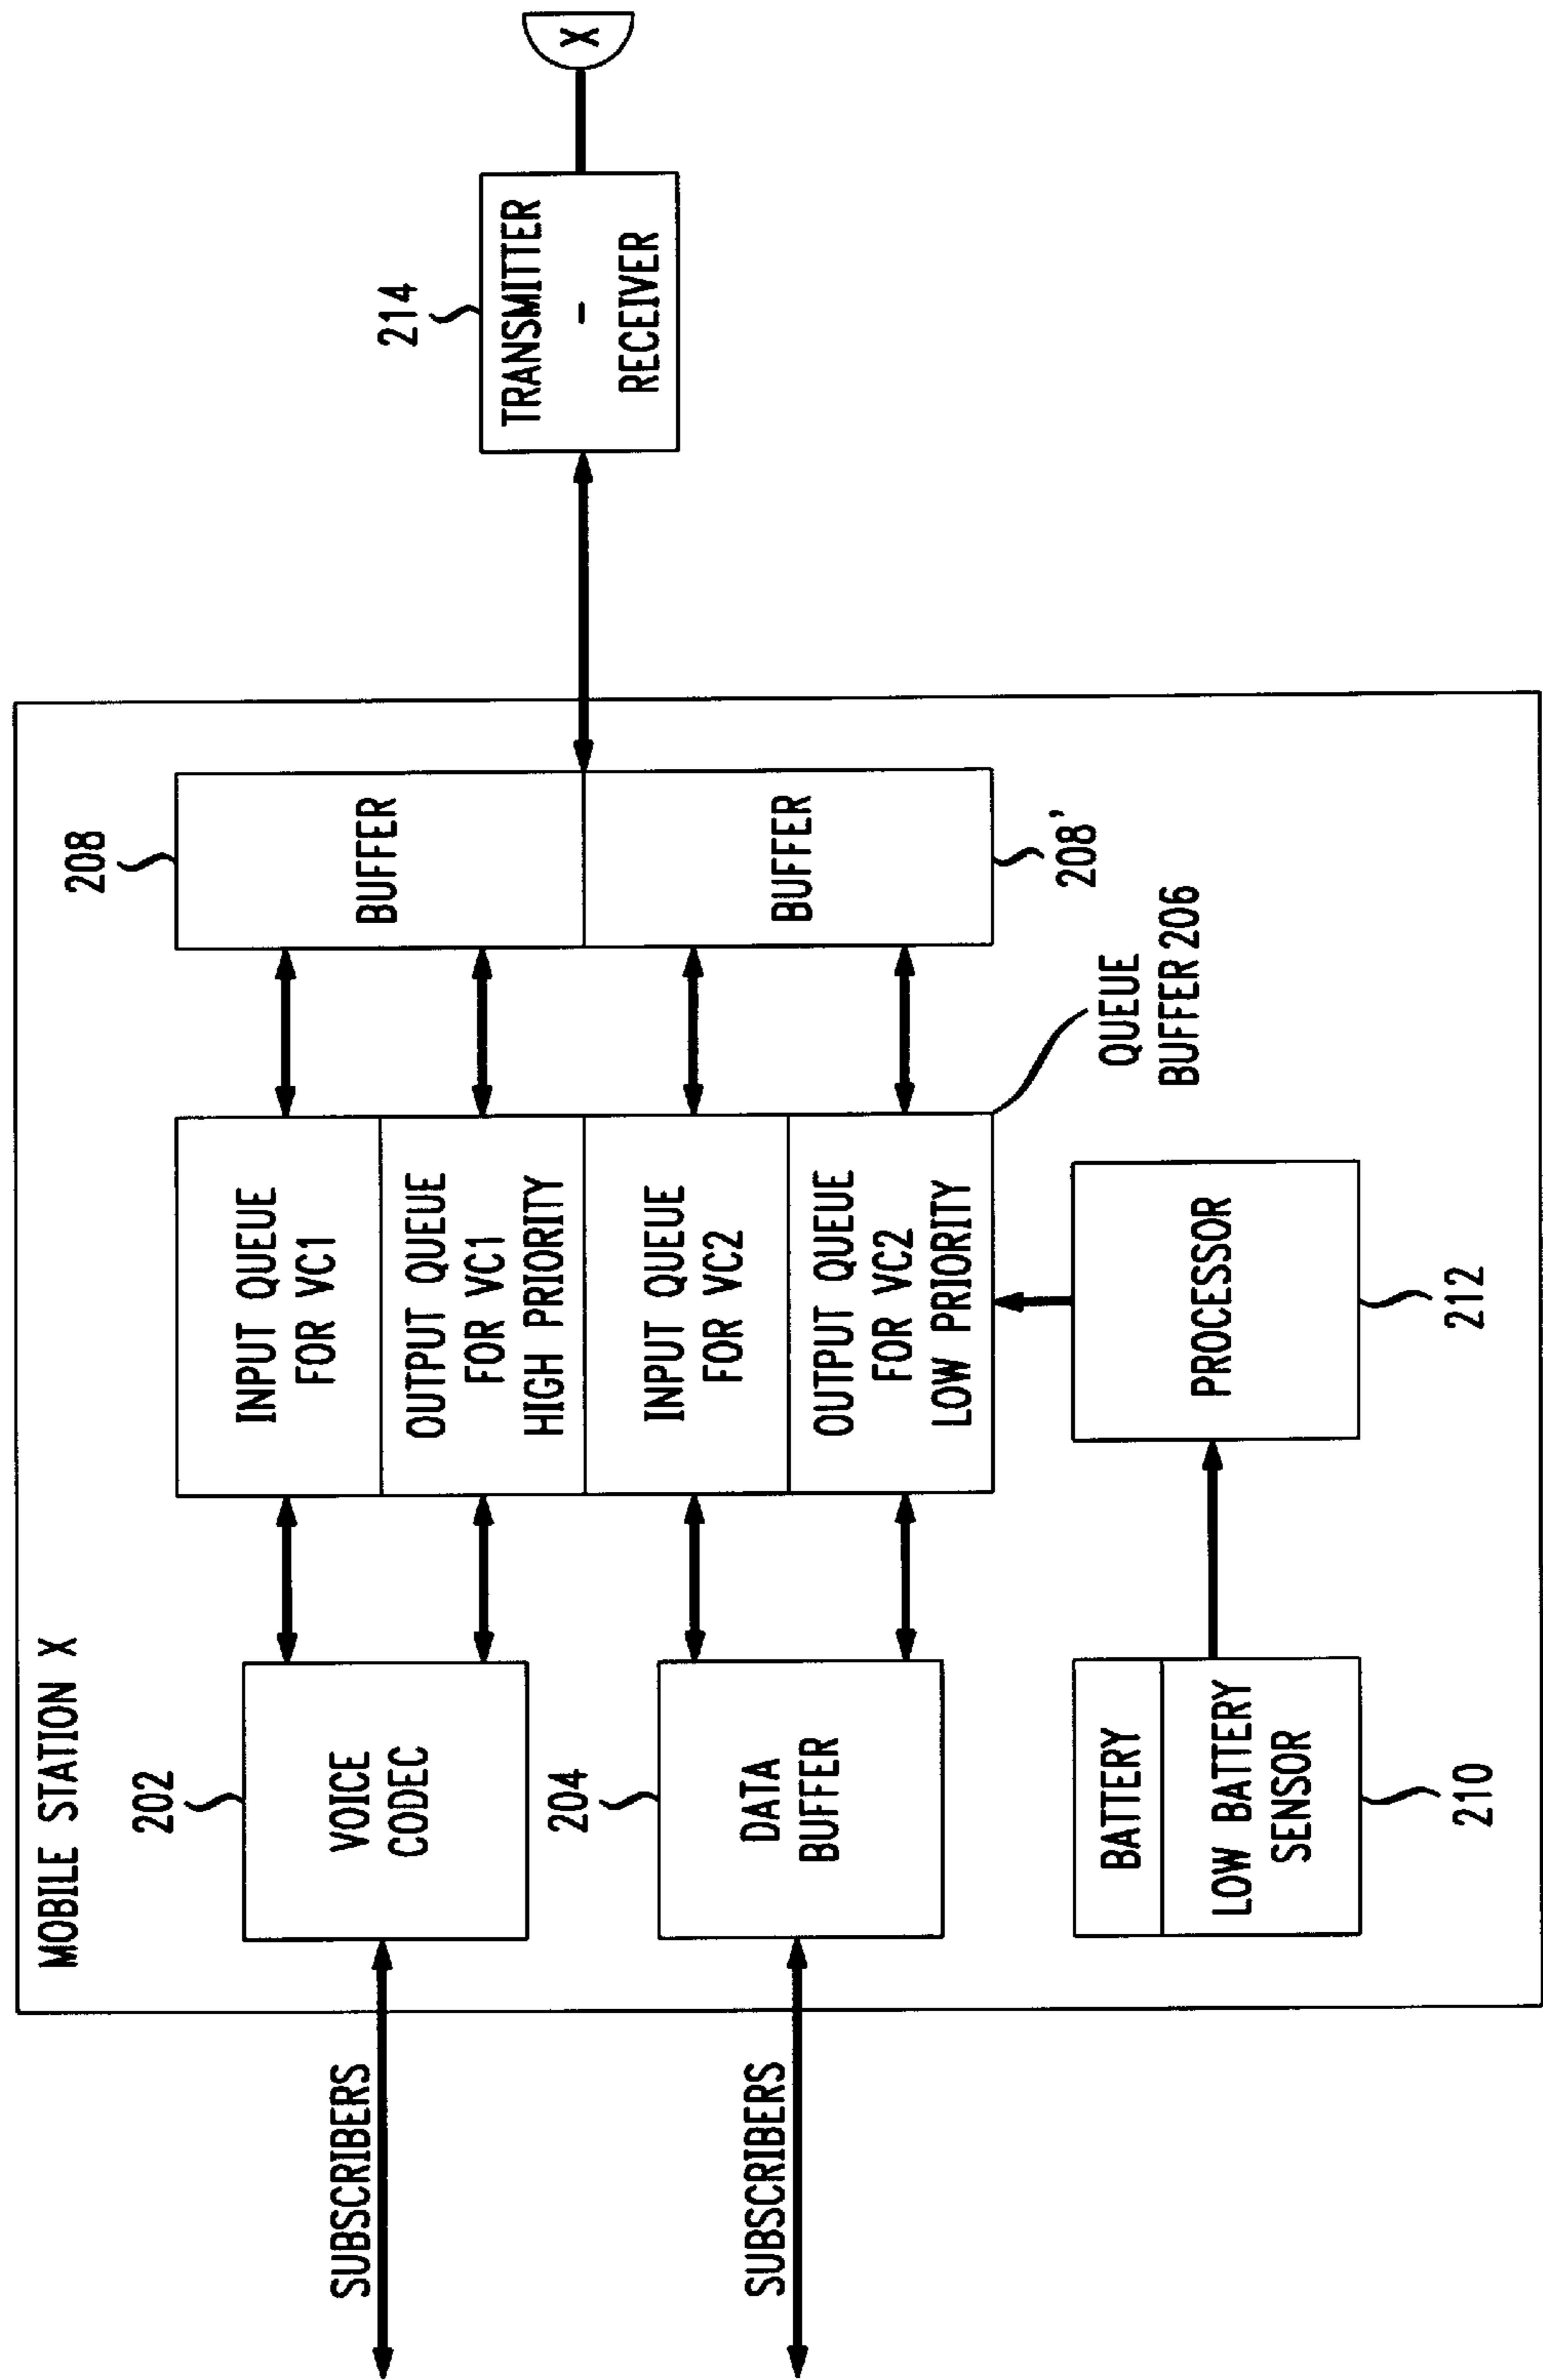 MOBILE STATION X
SUBSCRIBERS
SUBSCRIBERS
202
VOICE
CODEC
204
DATA
BUFFER
BATTERY
LOW BATTERY
SENSOR
210
INPUT QUEUE
FOR VC1
OUTPUT QUEUE
FOR VC1
HIGH PRIORITY
INPUT QUEUE
FOR VC2
OUTPUT QUEUE
FOR VC2
LOW PRIORITY
QUEUE
BUFFER 206
PROCESSOR
212
208
BUFFER
BUFFER
208'
214
TRANSMITTER
-
RECEIVER
X